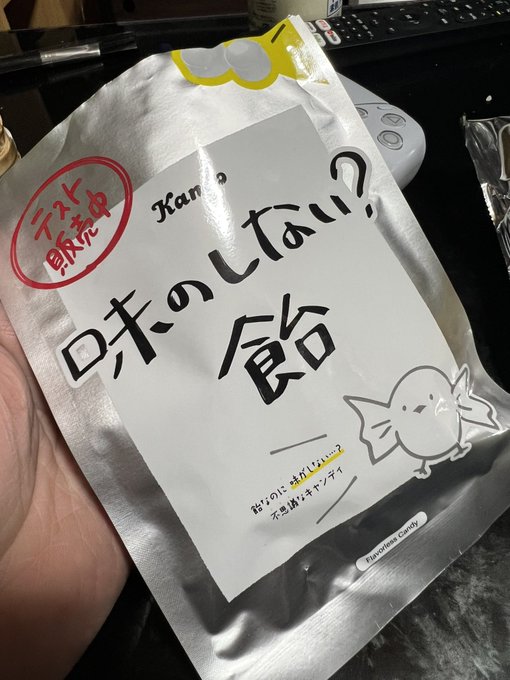 テスト
販売中
味のしない?
飴
飴なのに 味がしない…?
不思議なキャンディ
Flavorless Candy